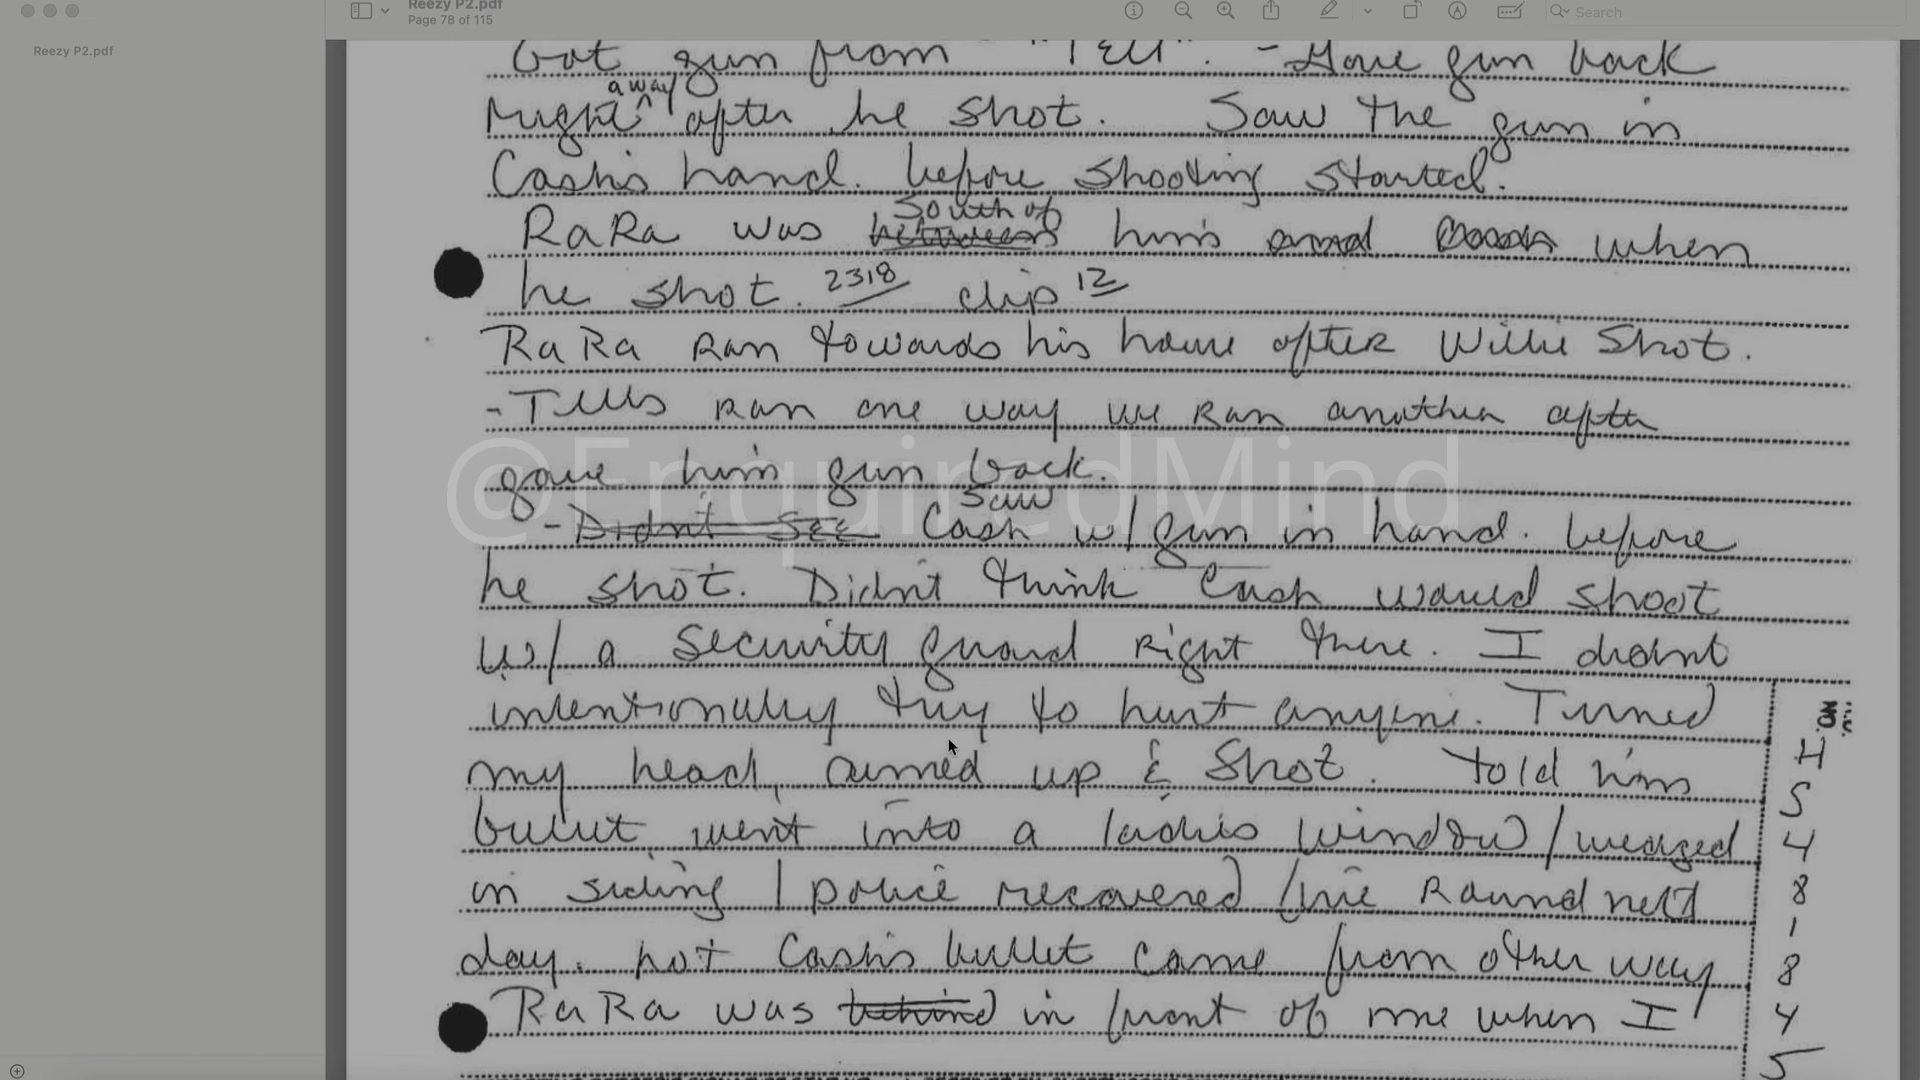 Reezy P2.pdf
Page 78 of 115
Search
Reezy P2.pdf
Got gun from "Tell". - Gave gun back
Right away after he shot. Saw the gun in
Cash's hand. before shooting started.
RaRa was between South of him and when
he shot. 2318 clip 12
RaRa Ran towards his home after Willie Shot.
- Tells ran one way we Ran another after
gave him gun back.
- Didn't See Saw Cash w/ gun in hand. before
he shot. Didn't think Cash would shoot
w/ a security guard Right there. I didn't
intentionally try to hurt anyone. Turned
my head, aimed up & Shot. told him
bullet went into a ladies window / wedged
in siding / police recovered / live Round next
day. not Cash's bullet came from other way
RaRa was behind in front of me when I
H
5
4
8
1
8
4
5
@EnquiredMind